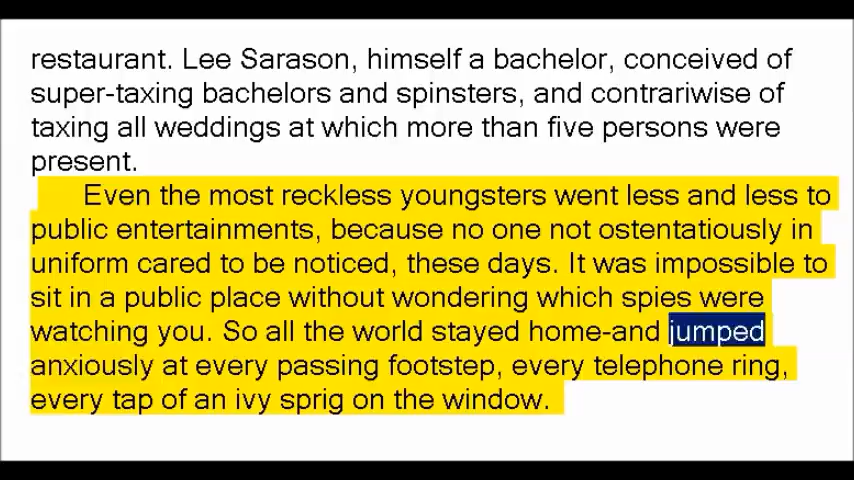 restaurant. Lee Sarason, himself a bachelor, conceived of
super-taxing bachelors and spinsters, and contrariwise of
taxing all weddings at which more than five persons were
present.
Even the most reckless youngsters went less and less to
public entertainments, because no one not ostentatiously in
uniform cared to be noticed, these days. It was impossible to
sit in a public place without wondering which spies were
watching you. So all the world stayed home-and jumped
anxiously at every passing footstep, every telephone ring,
every tap of an ivy sprig on the window.